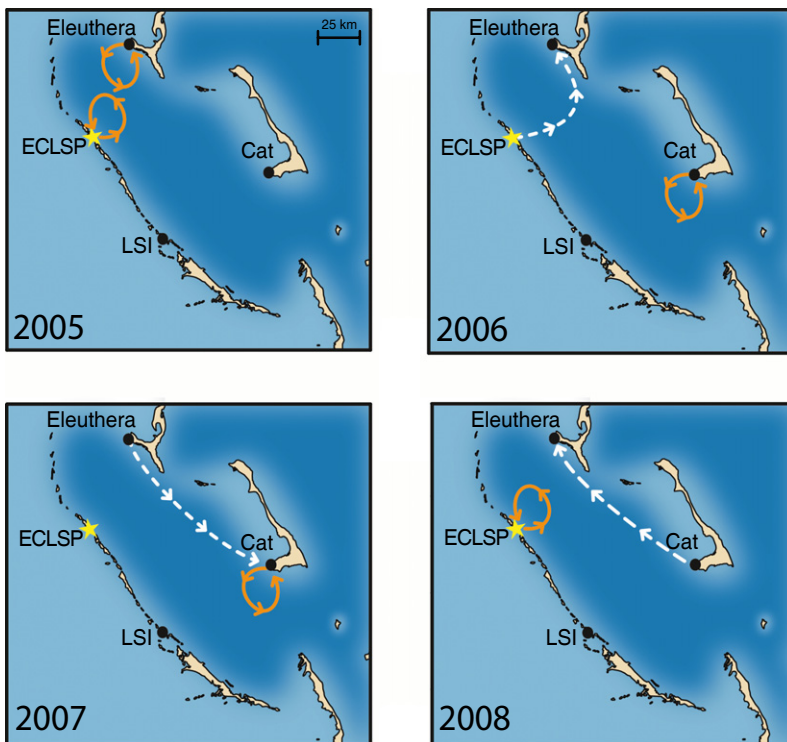 Eleuthera
25 km
ECLSP
Cat
LSI
2005
Eleuthera
ECLSP
Cat
LSI
2006
Eleuthera
ECLSP
Cat
LSI
2007
Eleuthera
ECLSP
Cat
LSI
2008